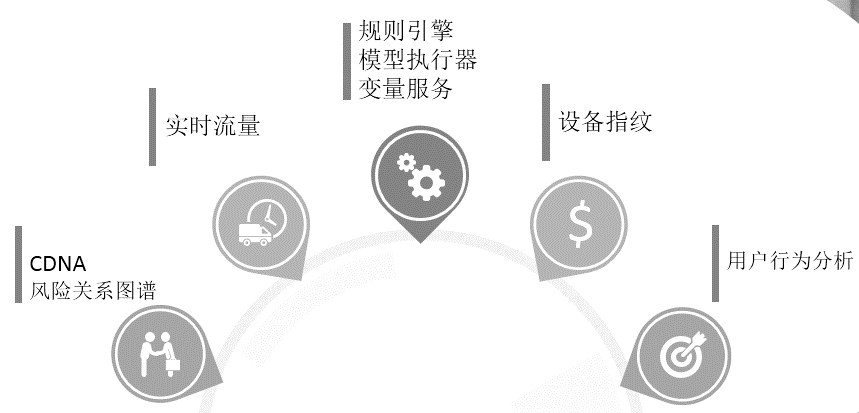 CDNA
风险关系图谱
实时流量
规则引擎
模型执行器
变量服务
设备指纹
$
用户行为分析